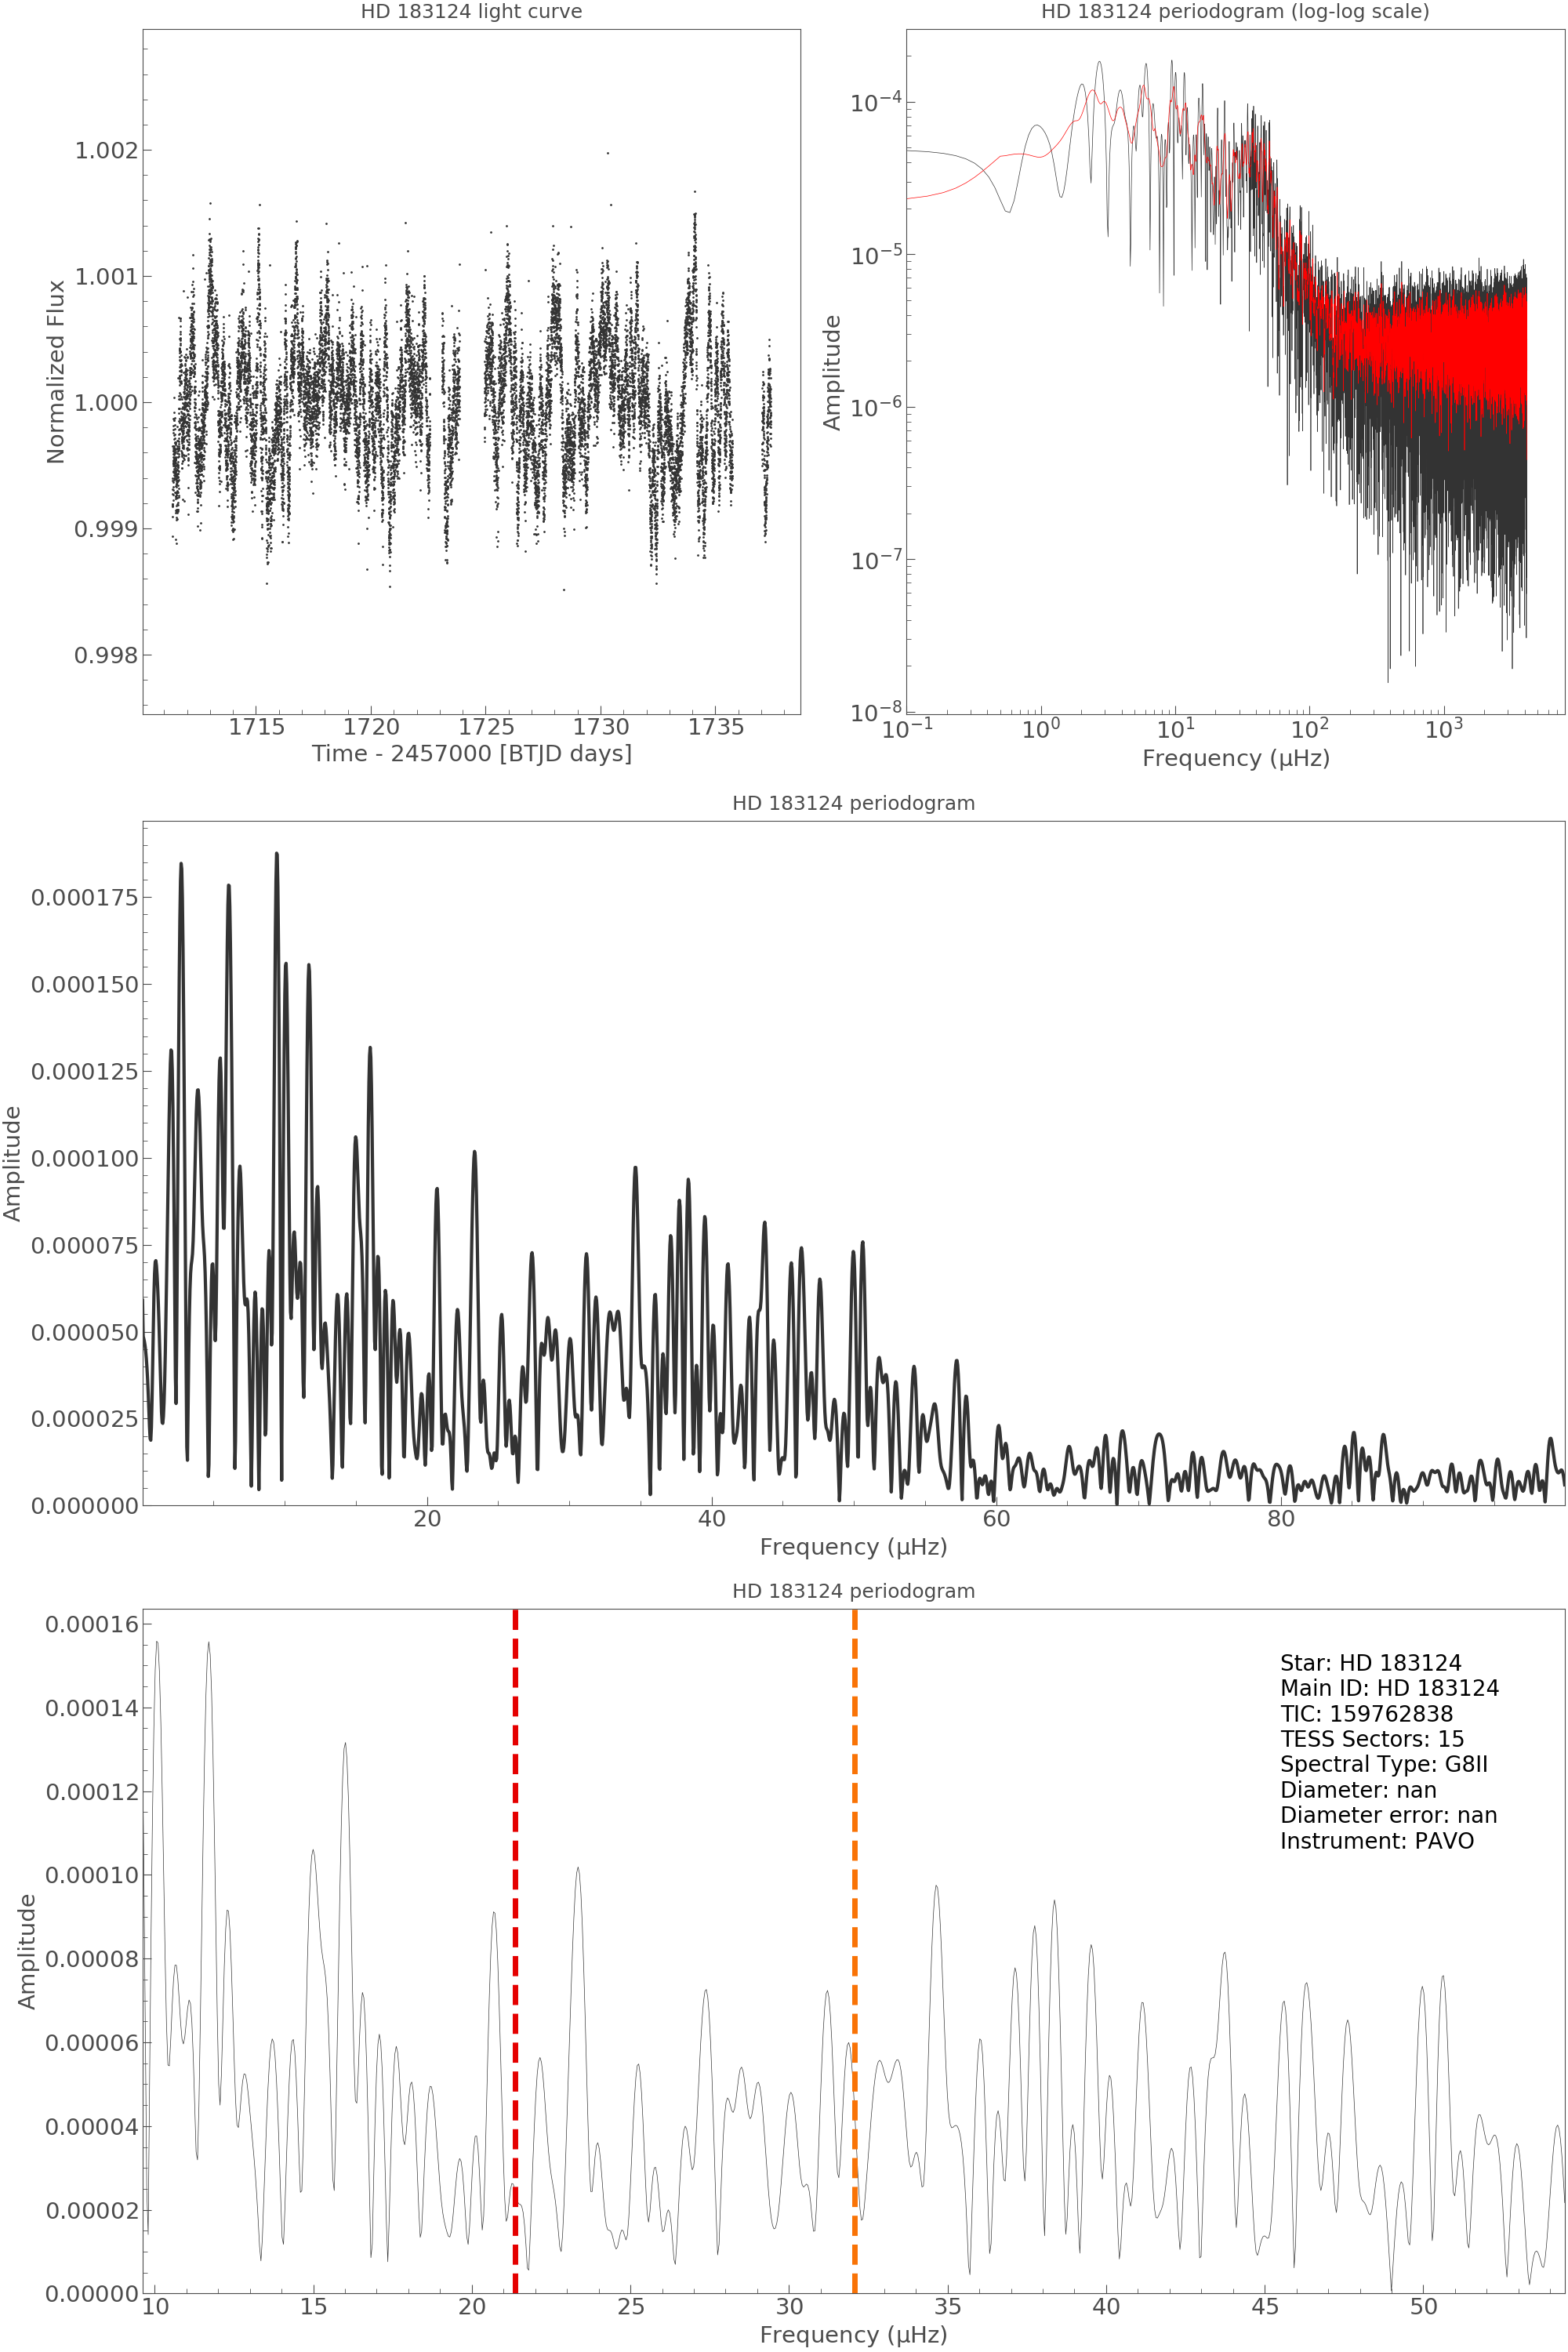 HD 183124 light curve
1.002
1.001
1.000
0.999
0.998
Normalized Flux
1715
1720
1725
1730
1735
Time - 2457000 [BTJD days]
HD 183124 periodogram (log-log scale)
10⁻⁴
10⁻⁵
10⁻⁶
10⁻⁷
10⁻⁸
Amplitude
10⁻¹
10⁰
10¹
10²
10³
Frequency (μHz)
HD 183124 periodogram
0.000175
0.000150
0.000125
0.000100
0.000075
0.000050
0.000025
0.000000
Amplitude
20
40
60
80
Frequency (μHz)
HD 183124 periodogram
0.00016
0.00014
0.00012
0.00010
0.00008
0.00006
0.00004
0.00002
0.00000
Amplitude
Star: HD 183124
Main ID: HD 183124
TIC: 159762838
TESS Sectors: 15
Spectral Type: G8II
Diameter: nan
Diameter error: nan
Instrument: PAVO
10
15
20
25
30
35
40
45
50
Frequency (μHz)